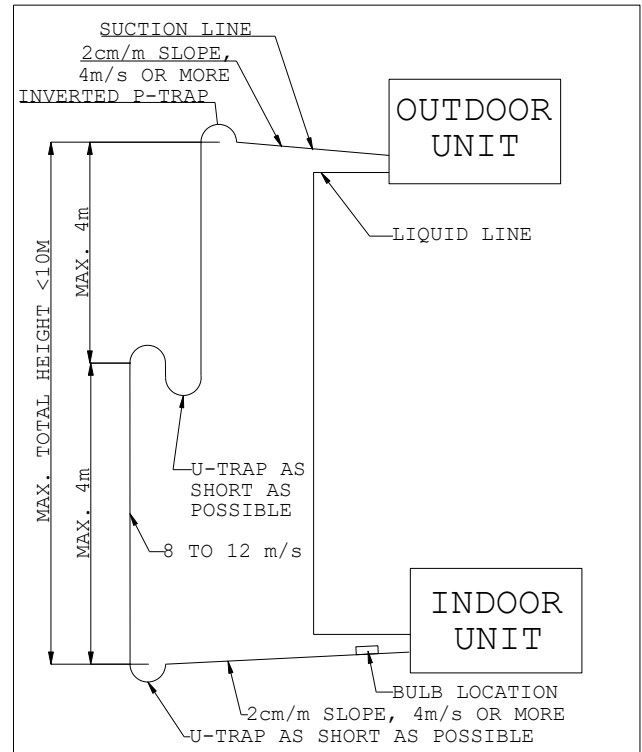 SUCTION LINE
2cm/m SLOPE,
4m/s OR MORE
INVERTED P-TRAP
OUTDOOR
UNIT
LIQUID LINE
MAX. 4m
MAX. TOTAL HEIGHT <10M
U-TRAP AS
SHORT AS
POSSIBLE
MAX. 4m
8 TO 12 m/s
INDOOR
UNIT
BULB LOCATION
2cm/m SLOPE, 4m/s OR MORE
U-TRAP AS SHORT AS POSSIBLE